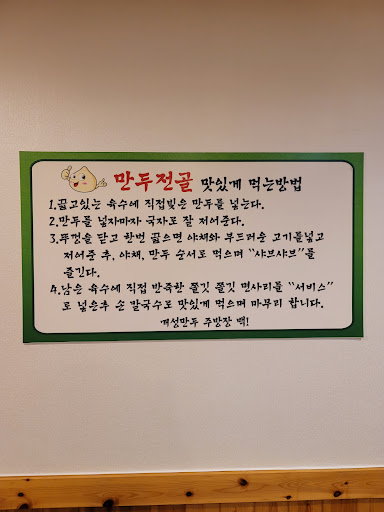 만두전골 맛있게 먹는방법
1.끓고있는 육수에 직접빚은 만두를 넣는다.
2.만두를 넣자마자 국자로 잘 저어준다.
3.뚜껑을 닫고 한번 끓으면 야채와 부드러운 고기를넣고
저어준 후, 야채, 만두 순서로 먹으며 "샤브샤브"를
즐긴다.
4.남은 육수에 직접 반죽한 쫄깃 쫄깃 면사리를 "서비스"
로 넣은후 손 칼국수로 맛있게 먹으며 마무리 합니다.
개성만두 주방장 백!